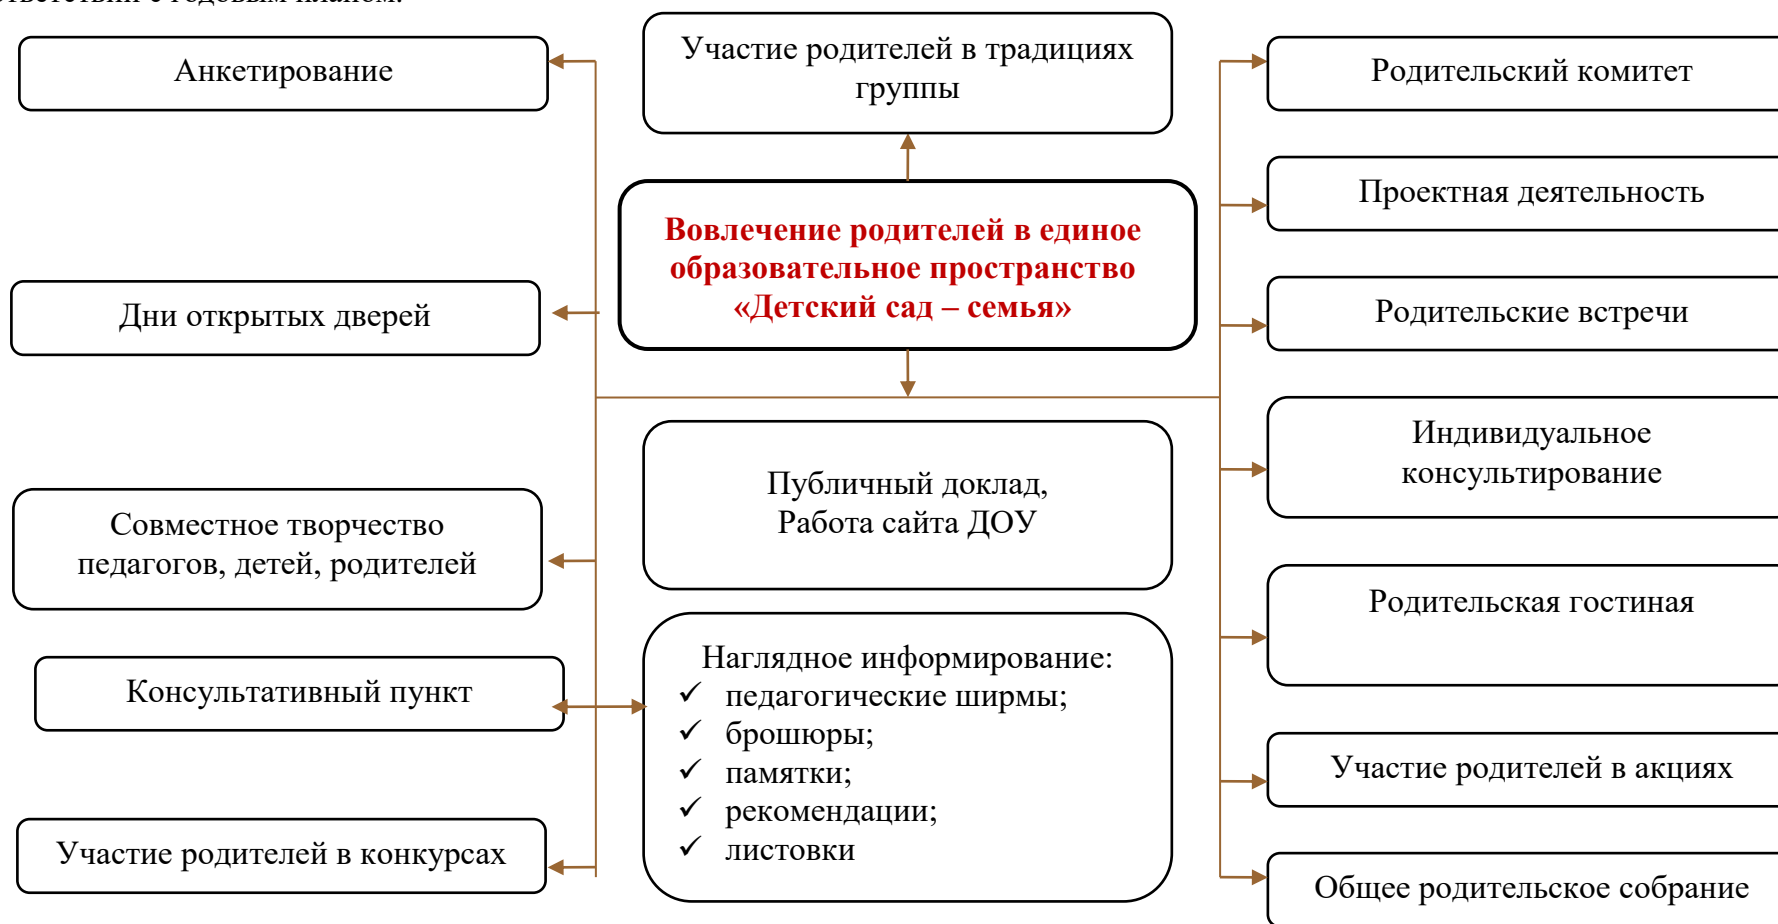 с годовым планом.
Анкетирование
Дни открытых дверей
Совместное творчество
педагогов, детей, родителей
Консультативный пункт
Участие родителей в конкурсах
Участие родителей в традициях
группы
Вовлечение родителей в единое
образовательное пространство
«Детский сад – семья»
Публичный доклад,
Работа сайта ДОУ
Наглядное информирование:
✓ педагогические ширмы;
✓ брошюры;
✓ памятки;
✓ рекомендации;
✓ листовки
Родительский комитет
Проектная деятельность
Родительские встречи
Индивидуальное
консультирование
Родительская гостиная
Участие родителей в акциях
Общее родительское собрание